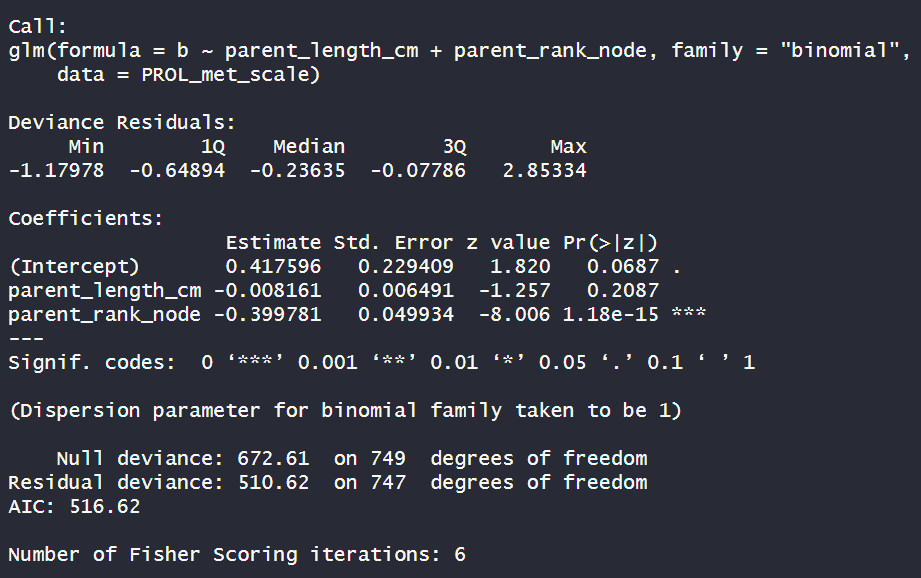 Call:
glm(formula = b ~ parent_length_cm + parent_rank_node, family = "binomial",
    data = PROL_met_scale)

Deviance Residuals:
     Min        1Q    Median        3Q       Max
-1.17978  -0.64894  -0.23635  -0.07786   2.85334

Coefficients:
                  Estimate Std. Error z value Pr(>|z|)
(Intercept)       0.417596   0.229409   1.820   0.0687 .
parent_length_cm -0.008161   0.006491  -1.257   0.2087
parent_rank_node -0.399781   0.049934  -8.006 1.18e-15 ***
---
Signif. codes:  0 ‘***’ 0.001 ‘**’ 0.01 ‘*’ 0.05 ‘.’ 0.1 ‘ ’ 1

(Dispersion parameter for binomial family taken to be 1)

    Null deviance: 672.61  on 749  degrees of freedom
Residual deviance: 510.62  on 747  degrees of freedom
AIC: 516.62

Number of Fisher Scoring iterations: 6